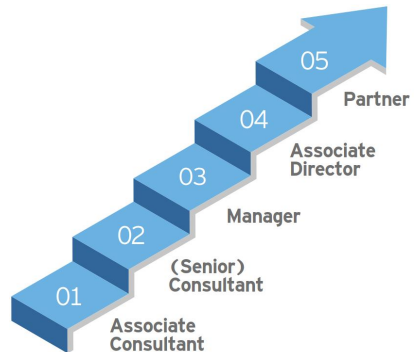 05
Partner
04
Associate
Director
03
Manager
02
(Senior)
Consultant
01
Associate
Consultant